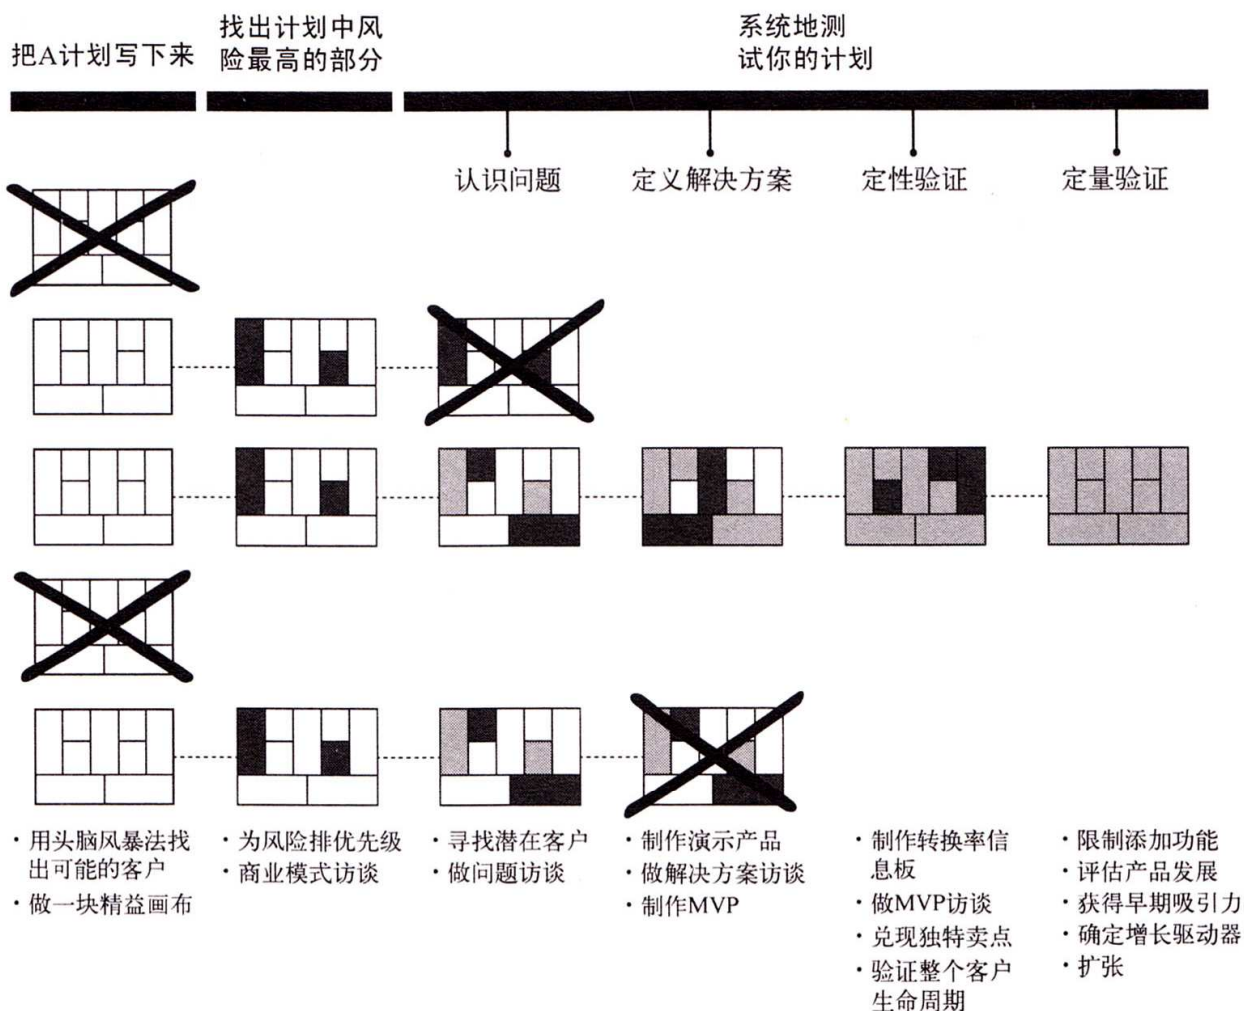 把A计划写下来
找出计划中风
险最高的部分
系统地测
试你的计划
认识问题
定义解决方案
定性验证
定量验证
· 用头脑风暴法找
出可能的客户
· 做一块精益画布
· 为风险排优先级
· 商业模式访谈
· 寻找潜在客户
· 做问题访谈
· 制作演示产品
· 做解决方案访谈
· 制作MVP
· 制作转换率信
息板
· 做MVP访谈
· 兑现独特卖点
· 验证整个客户
生命周期
· 限制添加功能
· 评估产品发展
· 获得早期吸引力
· 确定增长驱动器
· 扩张